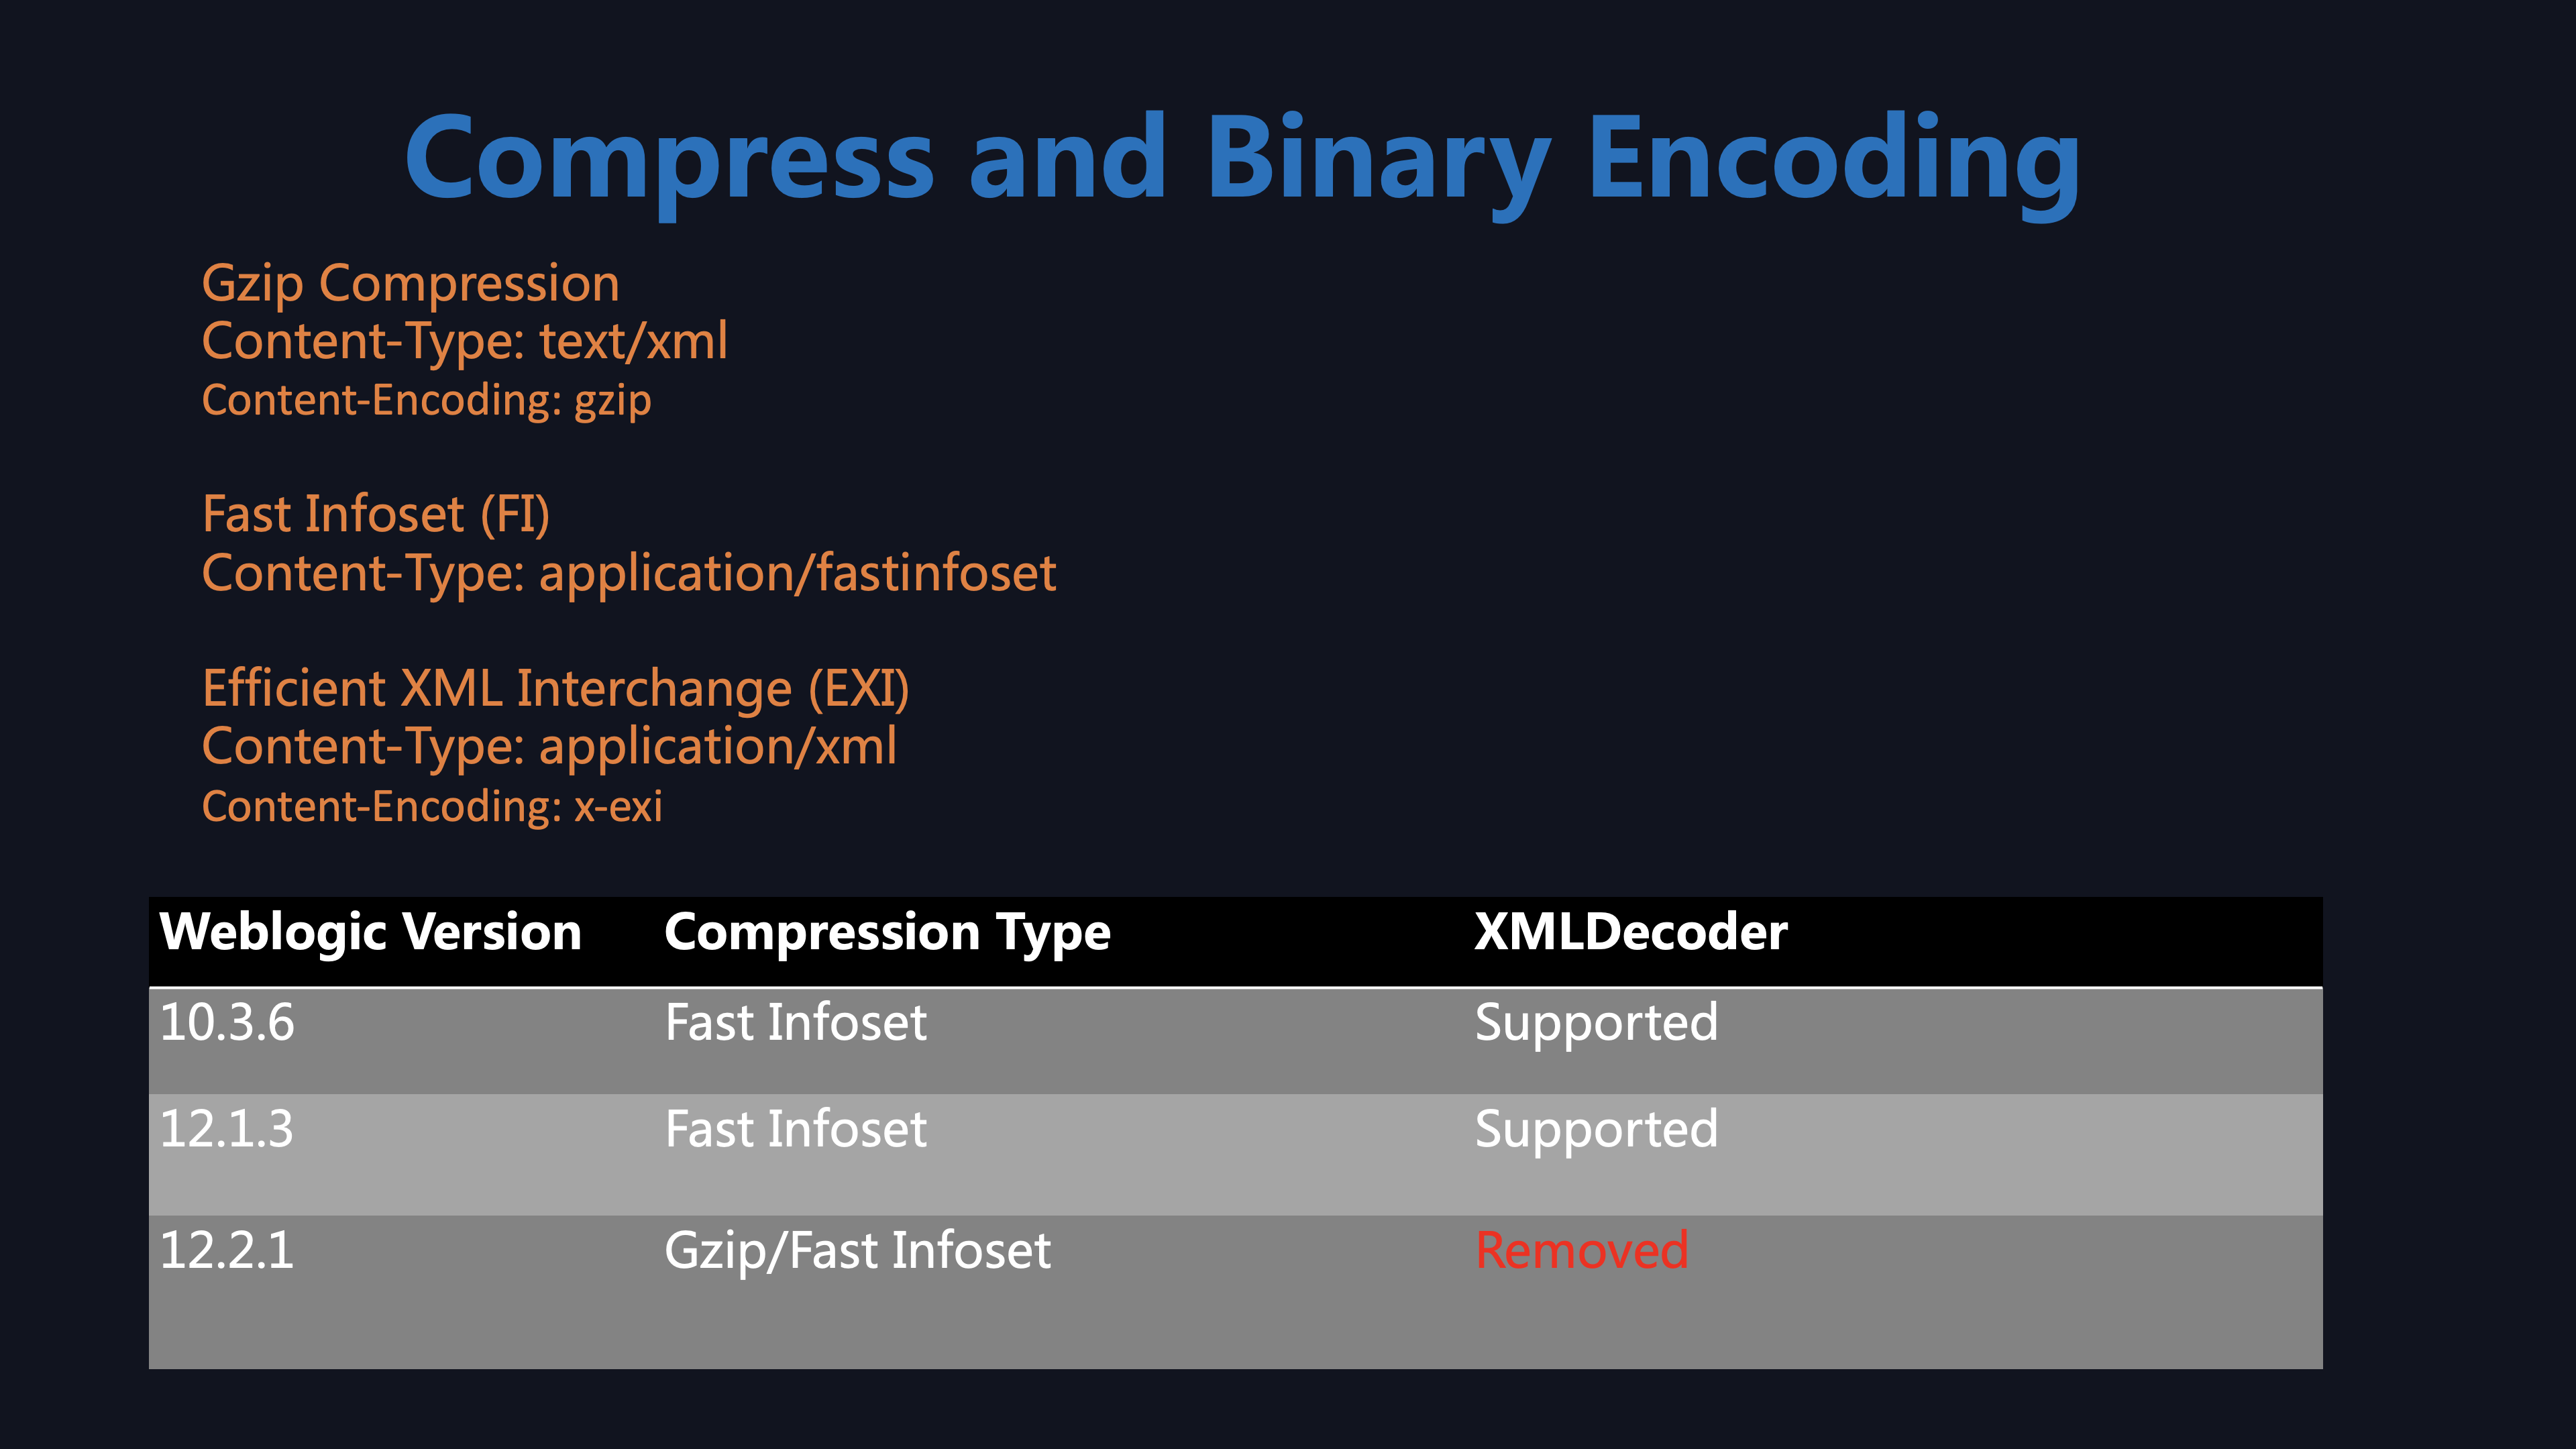 Compress and Binary Encoding
Gzip Compression
Content-Type: text/xml
Content-Encoding: gzip
Fast Infoset (FI)
Content-Type: application/fastinfoset
Efficient XML Interchange (EXI)
Content-Type: application/xml
Content-Encoding: x-exi
Weblogic Version Compression Type XMLDecoder
10.3.6 Fast Infoset Supported
12.1.3 Fast Infoset Supported
12.2.1 Gzip/Fast Infoset Removed